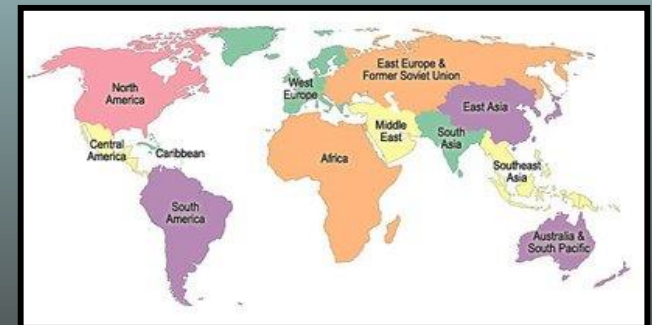 East Europe &
Former Soviet Union
North
America
West
Europe
East Asia
Middle
East
South
Asia
Central
America
Caribbean
Africa
Southeast
Asia
South
America
Australia &
South Pacific